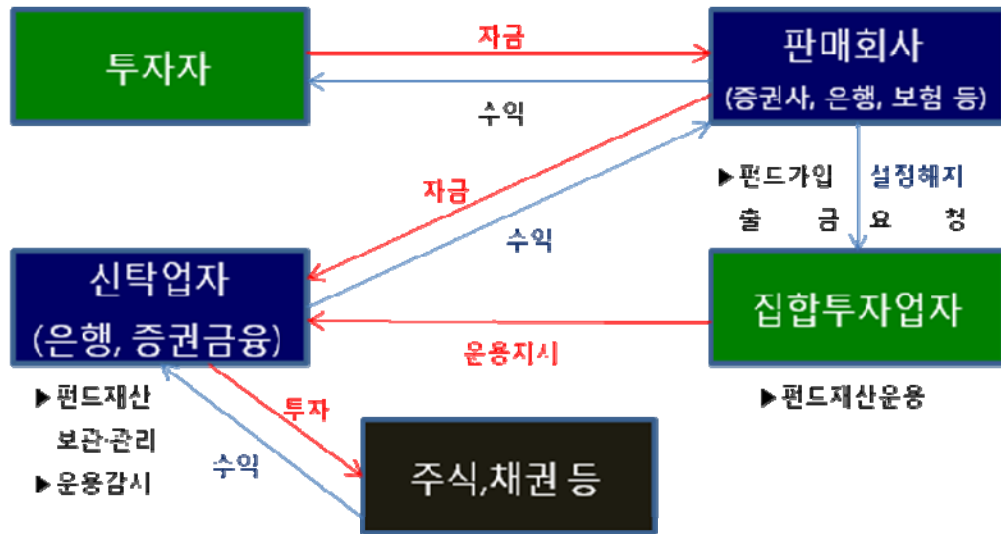 투자자
자금
수익
판매회사
(증권사, 은행, 보험 등)
▶펀드가입 설정해지
출 금 요 청
자금
수익
신탁업자
(은행, 증권금융)
운용지시
집합투자업자
▶펀드재산
보관·관리
▶운용감시
▶펀드재산운용
투자
수익
주식,채권 등